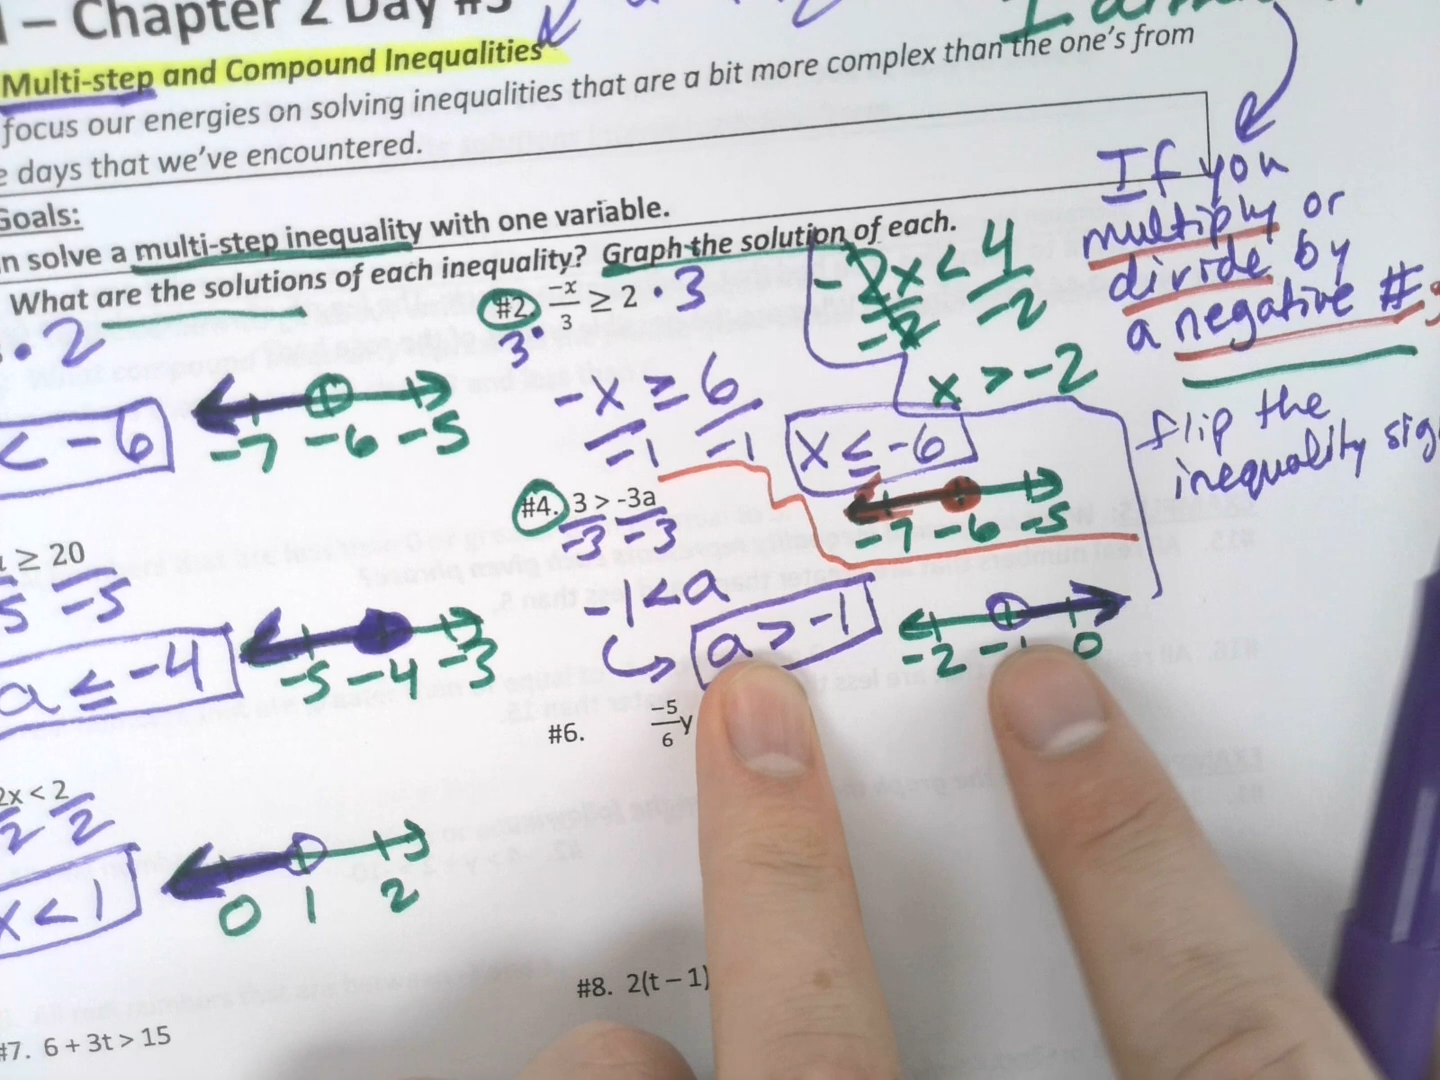 – Chapter 2 Day #3
Multi-step and Compound Inequalities
focus our energies on solving inequalities that are a bit more complex than the one's from
e days that we've encountered.
Goals:
n solve a multi-step inequality with one variable.
What are the solutions of each inequality? Graph the solution of each.
If you
multiply or
divide by
a negative #,
flip the
inequality sig
• 2
< -6
-7 -6 -5
#2. -x/3 ≥ 2 • 3
3 •
-x ≥ 6
-1 -1
x ≤ -6
-7 -6 -5
-2x < 4
-2 -2
x > -2
≥ 20
-5 -5
a ≤ -4
-5 -4 -3
#4. 3 > -3a
-3 -3
-1 < a
a > -1
-2 -1 0
2x < 2
2 2
x < 1
0 1 2
#6. -5/6 y
#7. 6 + 3t > 15
#8. 2(t – 1)